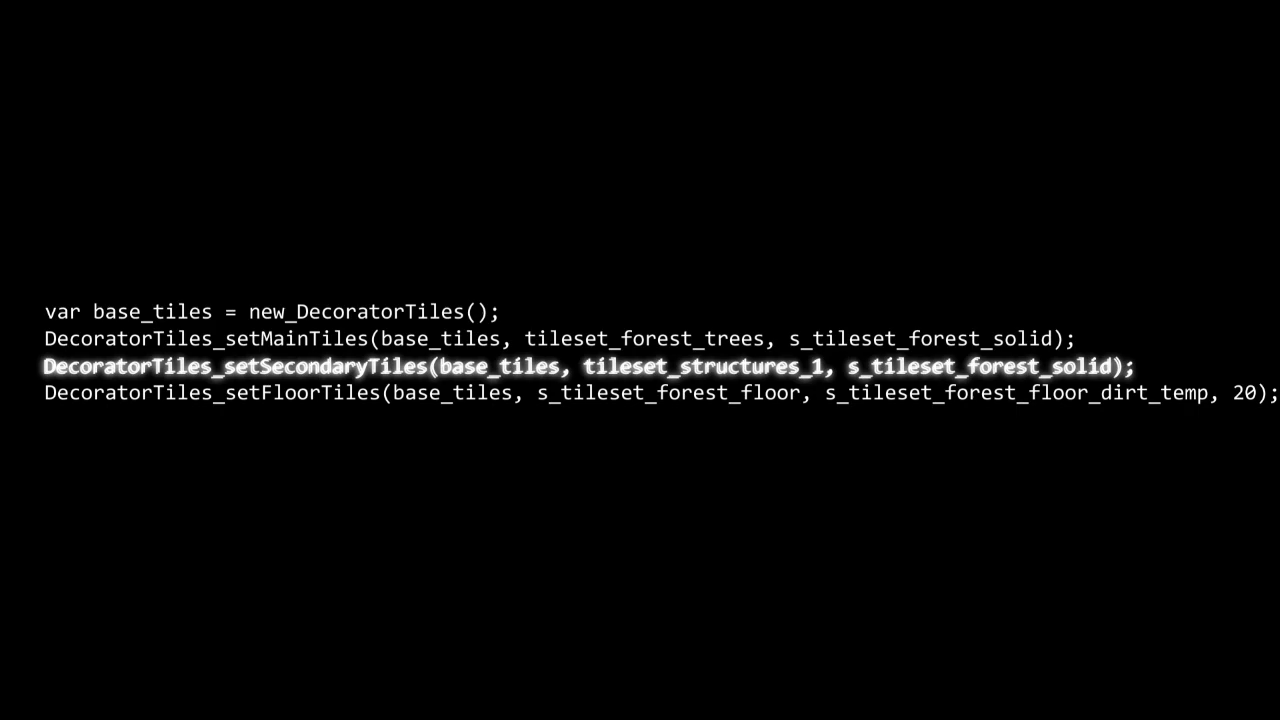 var base_tiles = new_DecoratorTiles();
DecoratorTiles_setMainTiles(base_tiles, tileset_forest_trees, s_tileset_forest_solid);
DecoratorTiles_setSecondaryTiles(base_tiles, tileset_structures_1, s_tileset_forest_solid);
DecoratorTiles_setFloorTiles(base_tiles, s_tileset_forest_floor, s_tileset_forest_floor_dirt_temp, 20);